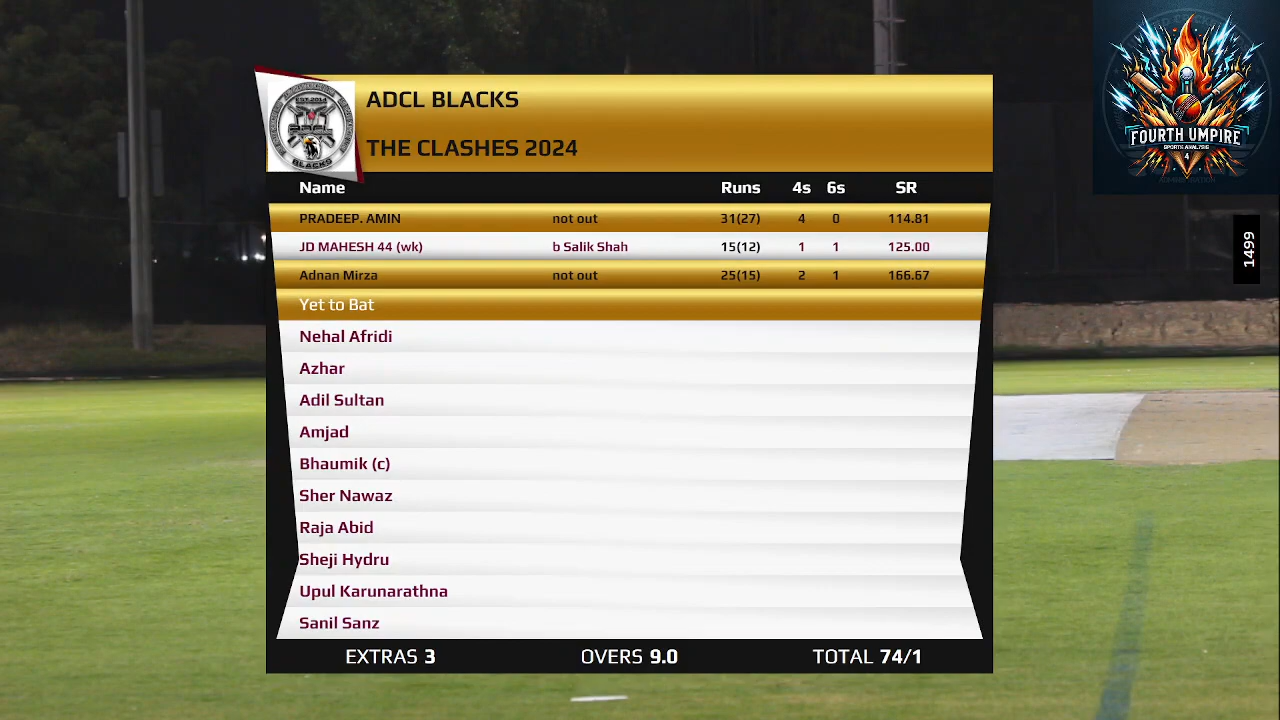 ADCL BLACKS
THE CLASHES 2024
Name Runs 4s 6s SR
PRADEEP. AMIN not out 31(27) 4 0 114.81
JD MAHESH 44 (wk) b Salik Shah 15(12) 1 1 125.00
Adnan Mirza not out 25(15) 2 1 166.67
Yet to Bat
Nehal Afridi
Azhar
Adil Sultan
Amjad
Bhaumik (c)
Sher Nawaz
Raja Abid
Sheji Hydru
Upul Karunarathna
Sanil Sanz
EXTRAS 3 OVERS 9.0 TOTAL 74/1
EST.2014
BLACKS
FOURTH UMPIRE
1499